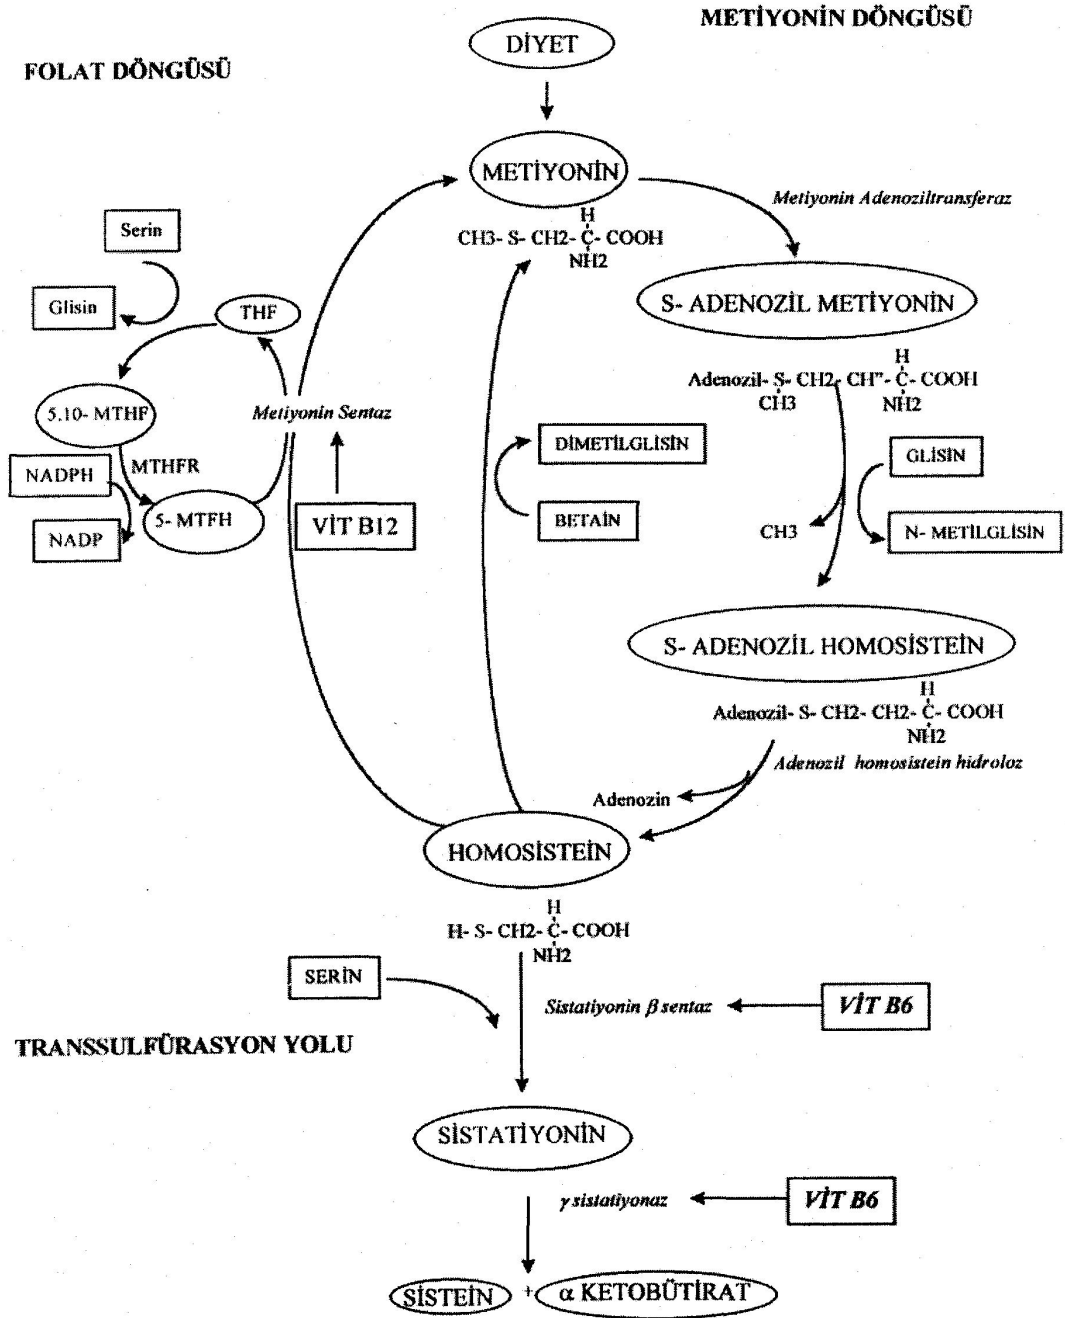 METİYONİN DÖNGÜSÜ
DİYET
FOLAT DÖNGÜSÜ
METİYONİN
Metiyonin Adenoziltransferaz
H
CH3- S- CH2- C- COOH
NH2
Serin
Glisin
THF
S- ADENOZİL METİYONİN
H
Adenozil- S- CH2- CH"- C- COOH
CH3
NH2
5.10- MTHF
Metiyonin Sentaz
NADPH
MTHFR
DİMETİLGLİSİN
GLİSİN
5- MTFH
VİT B12
BETAİN
NADP
CH3
N- METİLGLİSİN
S- ADENOZİL HOMOSİSTEİN
H
Adenozil- S- CH2- CH2- C- COOH
NH2
Adenozil homosistein hidroloz
Adenozin
HOMOSİSTEİN
H
H- S- CH2- C- COOH
NH2
SERİN
Sistatiyonin β sentaz
VİT B6
TRANSSULFÜRASYON YOLU
SİSTATİYONİN
γ sistatiyonaz
VİT B6
SİSTEİN + α KETOBÜTİRAT